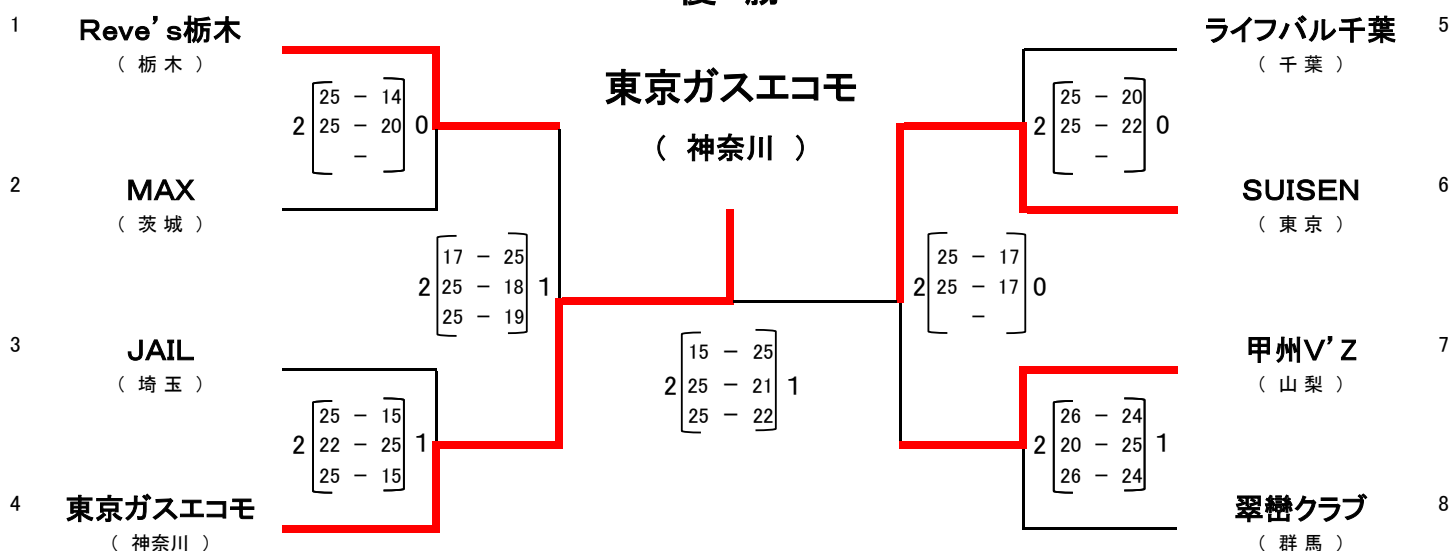 1 Reve's栃木
（ 栃 木 ）
25 － 14
2 25 － 20 0
－
2 MAX
（ 茨 城 ）
17 － 25
2 25 － 18 1
25 － 19
3 JAIL
（ 埼 玉 ）
25 － 15
2 22 － 25 1
25 － 15
4 東京ガスエコモ
（ 神奈川 ）
東京ガスエコモ
（ 神奈川 ）
15 － 25
2 25 － 21 1
25 － 22
ライフバル千葉 5
（ 千 葉 ）
25 － 20
2 25 － 22 0
－
SUISEN 6
（ 東 京 ）
25 － 17
2 25 － 17 0
－
甲州V'Z 7
（ 山 梨 ）
26 － 24
2 20 － 25 1
26 － 24
翠巒クラブ 8
（ 群 馬 ）